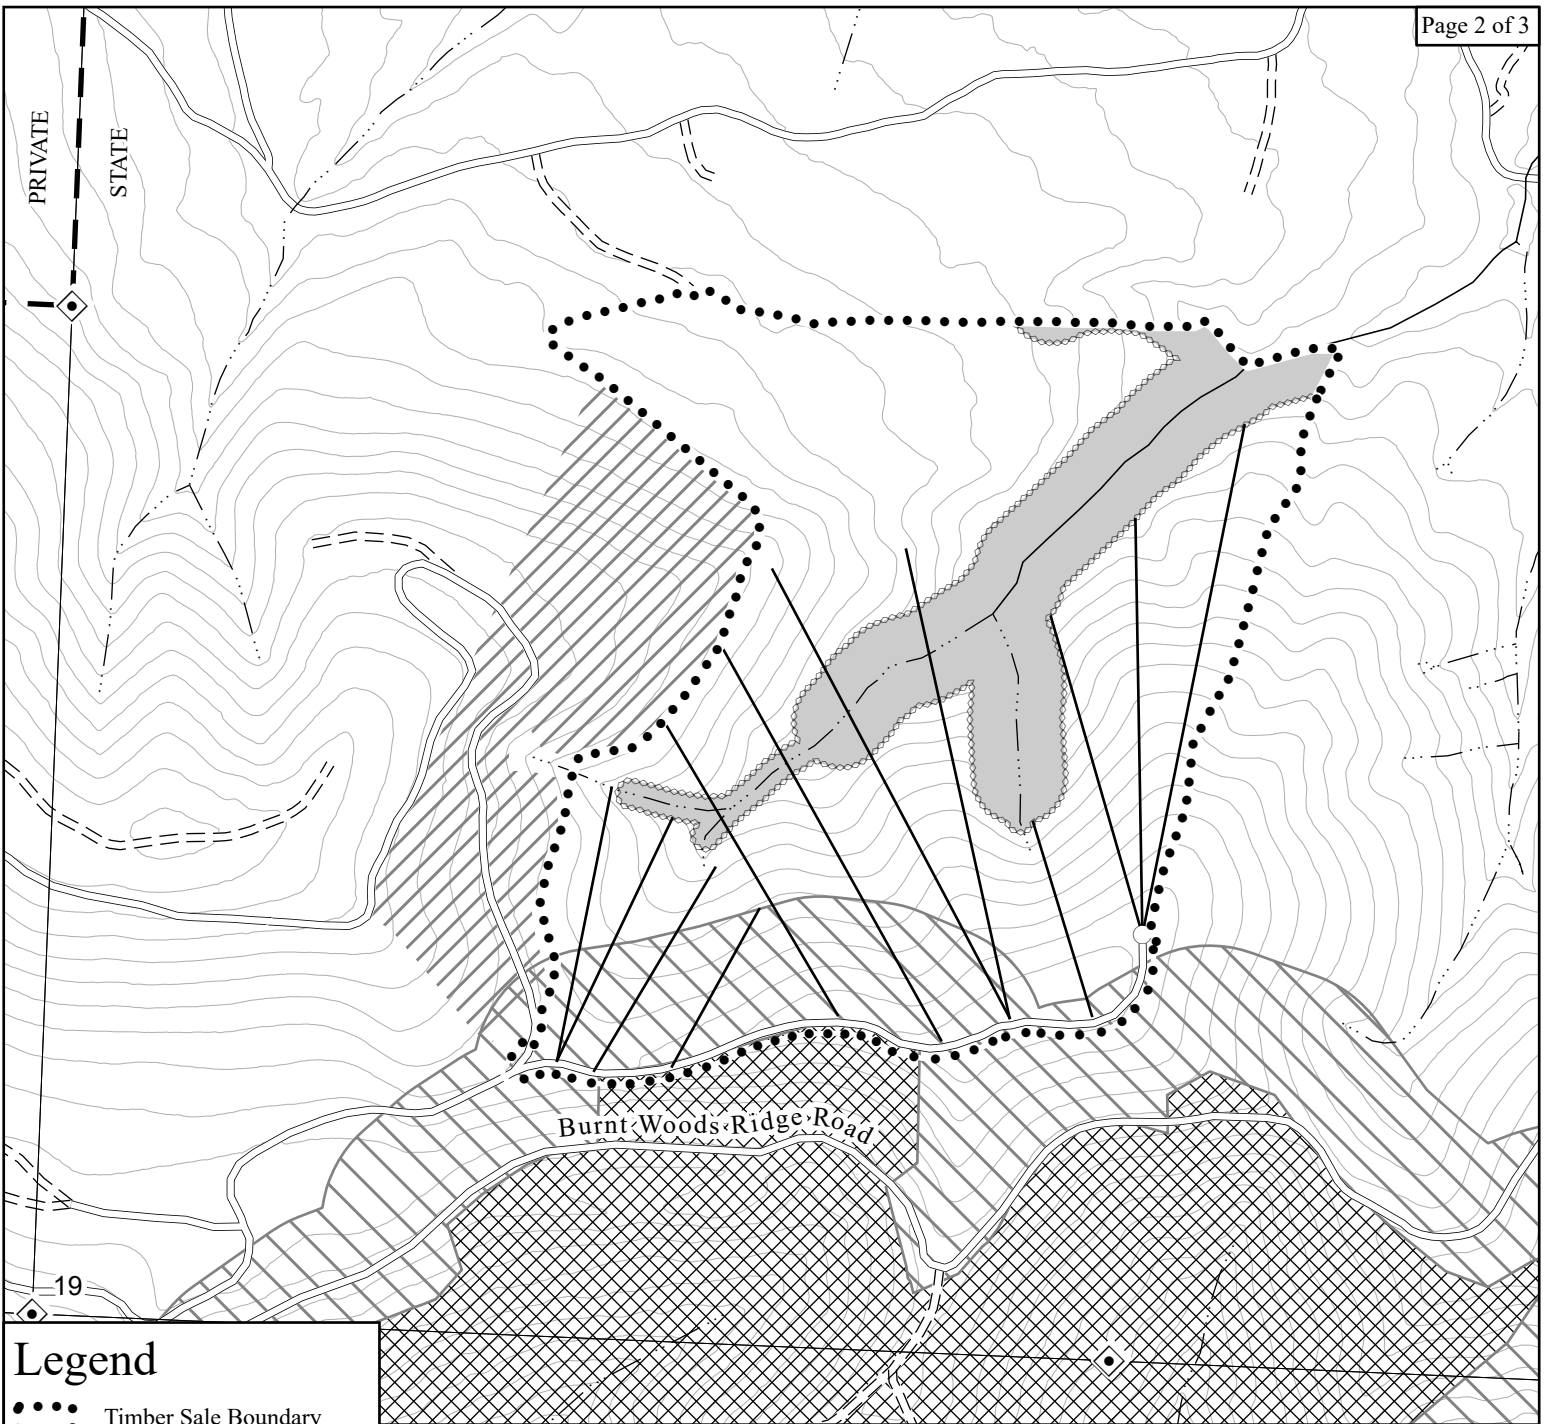 Page 2 of 3
PRIVATE
STATE
Burnt Woods Ridge Road
19
Legend
Timber Sale Boundary